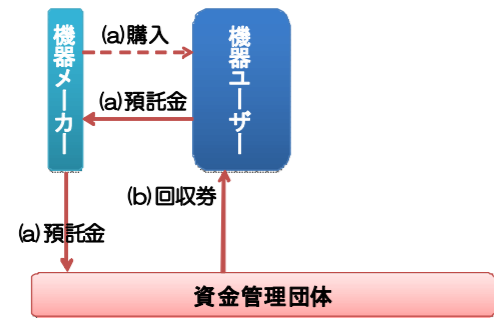 機器メーカー
(a)購入
機器ユーザー
(a)預託金
(b)回収券
(a)預託金
資金管理団体